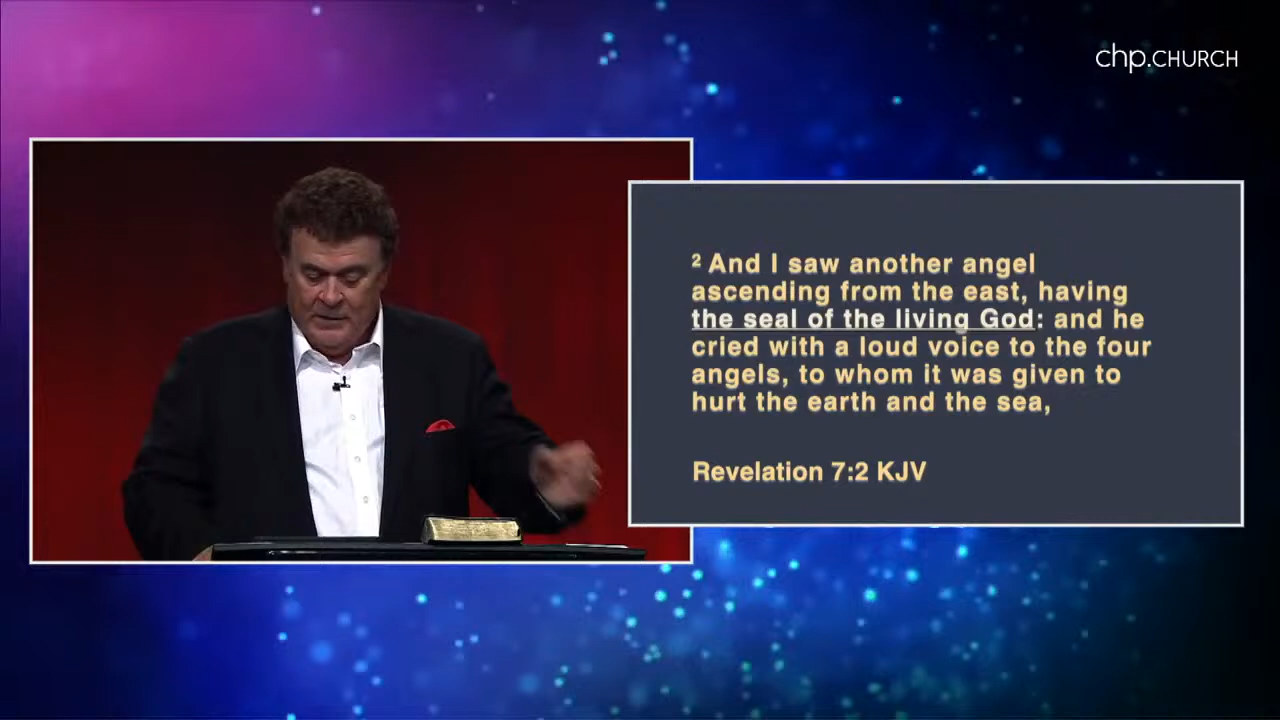 chp.CHURCH
² And I saw another angel
ascending from the east, having
the seal of the living God: and he
cried with a loud voice to the four
angels, to whom it was given to
hurt the earth and the sea,
Revelation 7:2 KJV